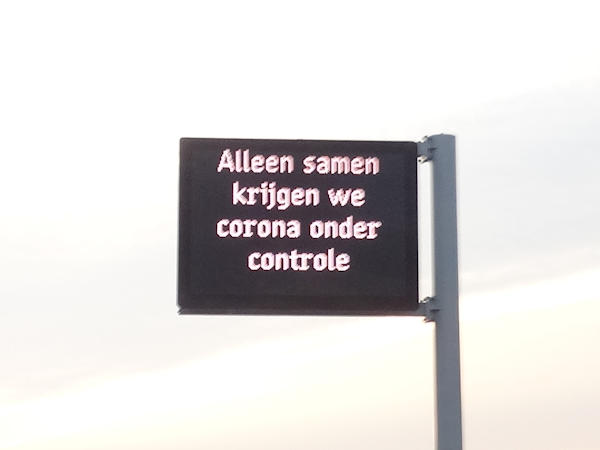 Alleen samen
krijgen we
corona onder
controle